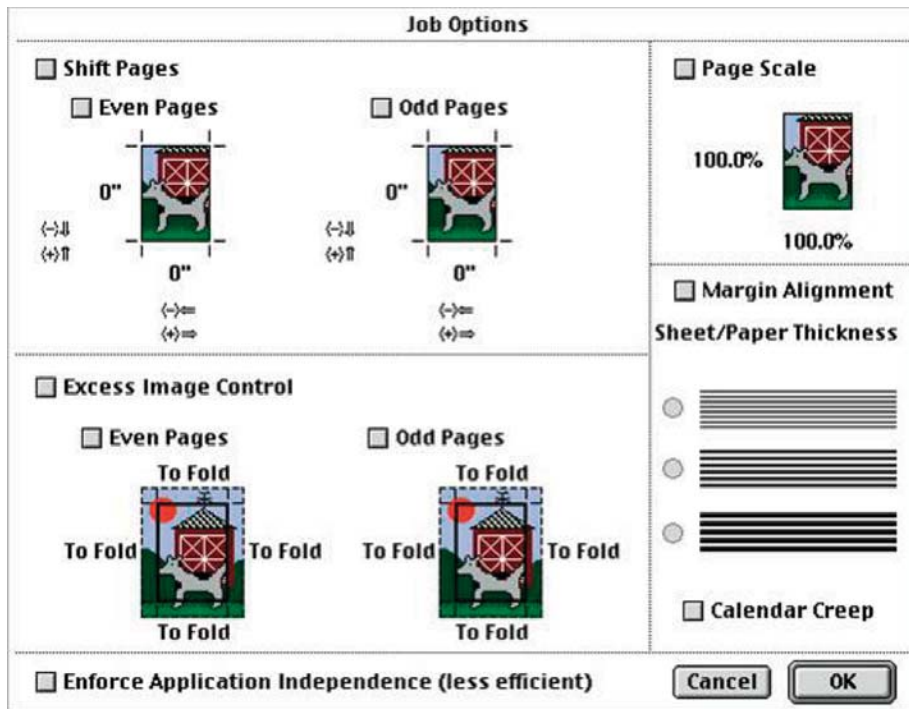 Job Options
Shift Pages
Even Pages
0"
(-)⇓
(+)⇑
0"
(-)⇐
(+)⇒
Odd Pages
0"
(-)⇓
(+)⇑
0"
(-)⇐
(+)⇒
Excess Image Control
Even Pages
To Fold
To Fold
To Fold
To Fold
Odd Pages
To Fold
To Fold
To Fold
To Fold
Page Scale
100.0%
100.0%
Margin Alignment
Sheet/Paper Thickness
Calendar Creep
Enforce Application Independence (less efficient)
Cancel
OK